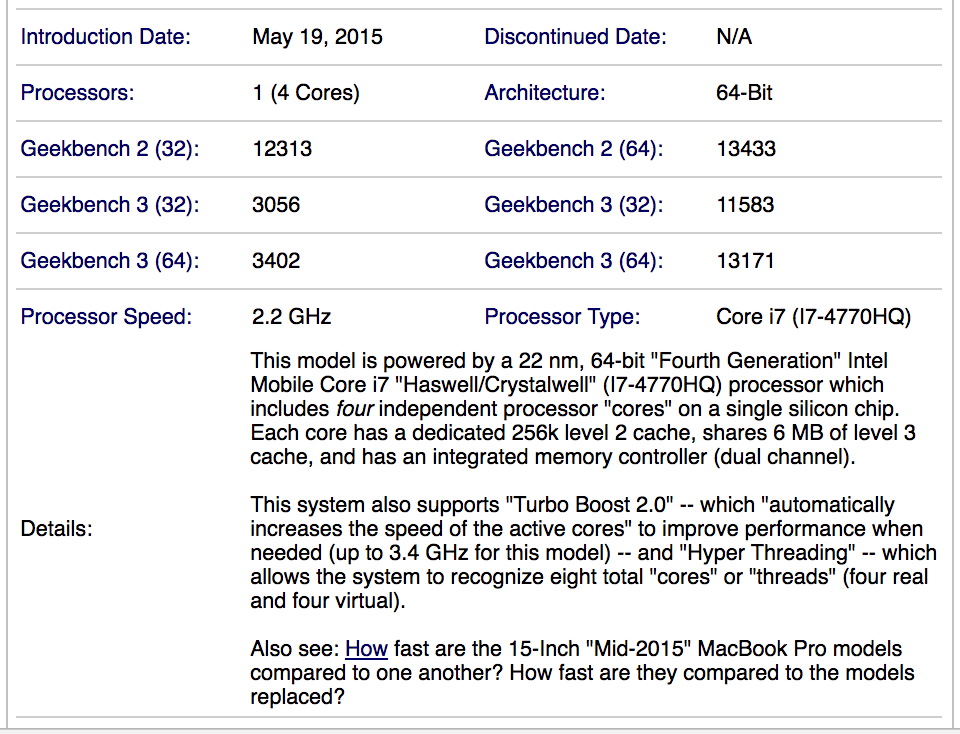 Introduction Date: May 19, 2015 Discontinued Date: N/A
Processors: 1 (4 Cores) Architecture: 64-Bit
Geekbench 2 (32): 12313 Geekbench 2 (64): 13433
Geekbench 3 (32): 3056 Geekbench 3 (32): 11583
Geekbench 3 (64): 3402 Geekbench 3 (64): 13171
Processor Speed: 2.2 GHz Processor Type: Core i7 (I7-4770HQ)
Details:
This model is powered by a 22 nm, 64-bit "Fourth Generation" Intel
Mobile Core i7 "Haswell/Crystalwell" (I7-4770HQ) processor which
includes four independent processor "cores" on a single silicon chip.
Each core has a dedicated 256k level 2 cache, shares 6 MB of level 3
cache, and has an integrated memory controller (dual channel).
This system also supports "Turbo Boost 2.0" -- which "automatically
increases the speed of the active cores" to improve performance when
needed (up to 3.4 GHz for this model) -- and "Hyper Threading" -- which
allows the system to recognize eight total "cores" or "threads" (four real
and four virtual).
Also see: How fast are the 15-Inch "Mid-2015" MacBook Pro models
compared to one another? How fast are they compared to the models
replaced?